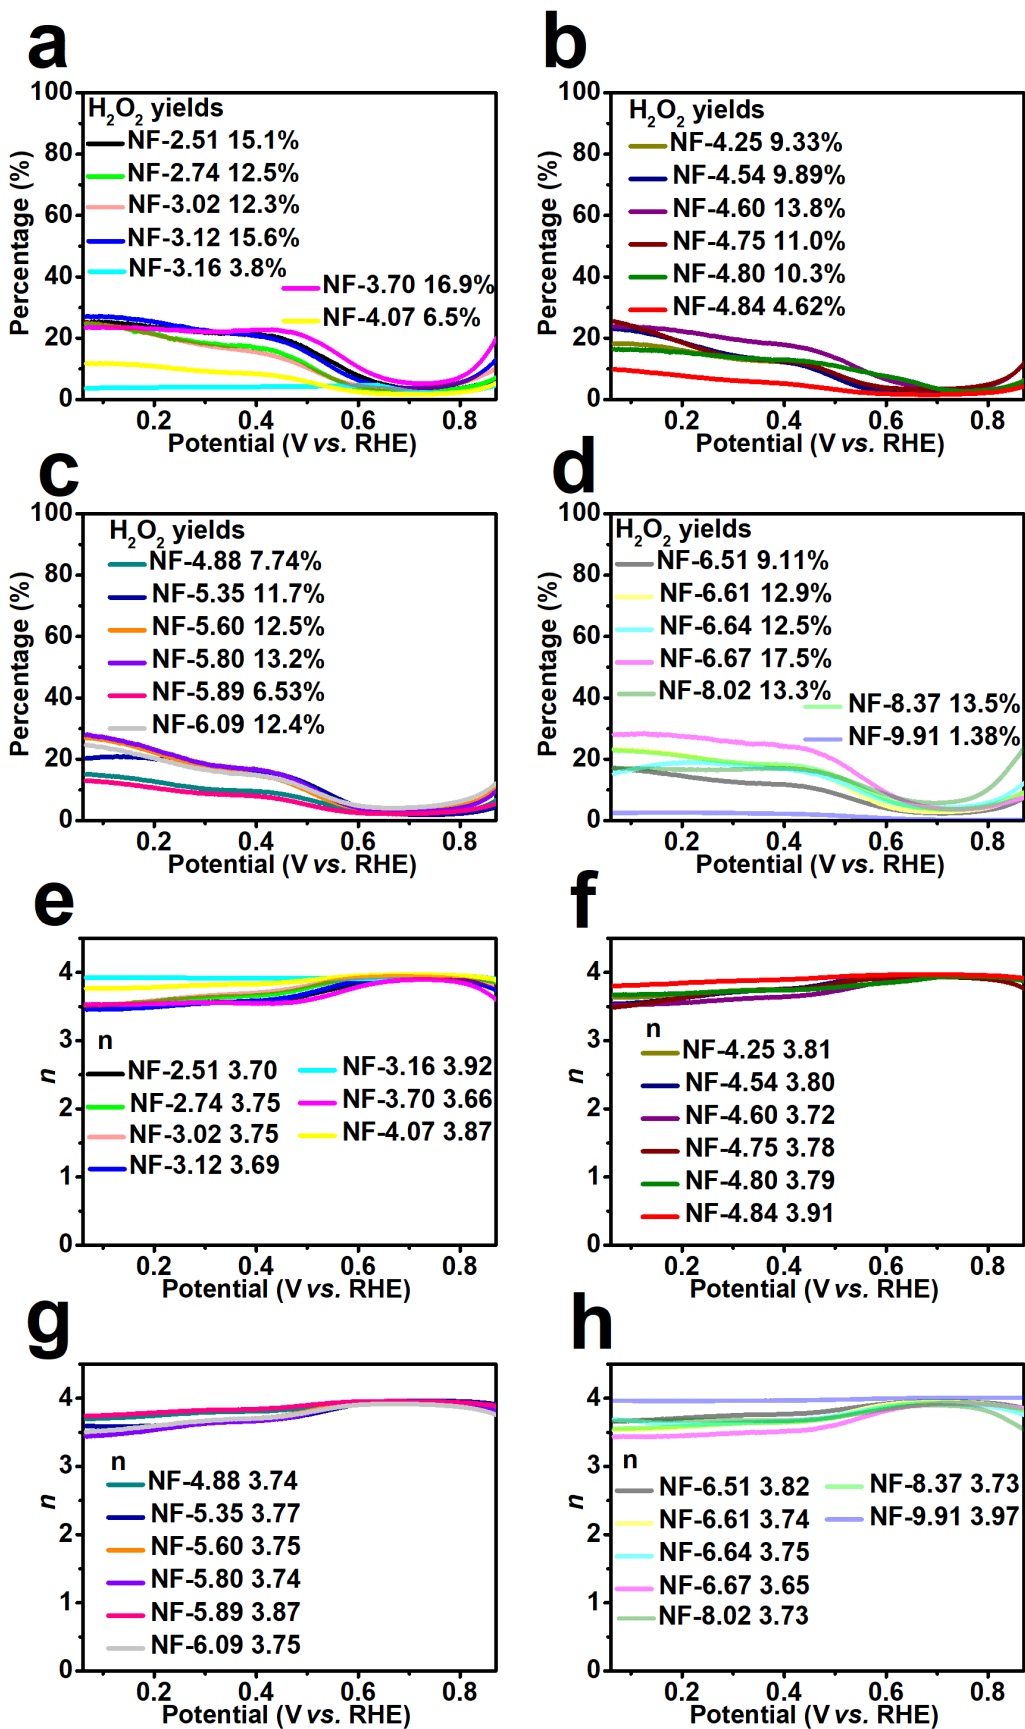 a
100
80
60
40
20
0
Percentage (%)
H2O2 yields
NF-2.51 15.1%
NF-2.74 12.5%
NF-3.02 12.3%
NF-3.12 15.6%
NF-3.16 3.8%
NF-3.70 16.9%
NF-4.07 6.5%
0.2 0.4 0.6 0.8
Potential (V vs. RHE)
b
100
80
60
40
20
0
Percentage (%)
H2O2 yields
NF-4.25 9.33%
NF-4.54 9.89%
NF-4.60 13.8%
NF-4.75 11.0%
NF-4.80 10.3%
NF-4.84 4.62%
0.2 0.4 0.6 0.8
Potential (V vs. RHE)
c
100
80
60
40
20
0
Percentage (%)
H2O2 yields
NF-4.88 7.74%
NF-5.35 11.7%
NF-5.60 12.5%
NF-5.80 13.2%
NF-5.89 6.53%
NF-6.09 12.4%
0.2 0.4 0.6 0.8
Potential (V vs. RHE)
d
100
80
60
40
20
0
Percentage (%)
H2O2 yields
NF-6.51 9.11%
NF-6.61 12.9%
NF-6.64 12.5%
NF-6.67 17.5%
NF-8.02 13.3%
NF-8.37 13.5%
NF-9.91 1.38%
0.2 0.4 0.6 0.8
Potential (V vs. RHE)
e
4
3
2
1
0
n
n
NF-2.51 3.70
NF-2.74 3.75
NF-3.02 3.75
NF-3.12 3.69
NF-3.16 3.92
NF-3.70 3.66
NF-4.07 3.87
0.2 0.4 0.6 0.8
Potential (V vs. RHE)
f
4
3
2
1
0
n
n
NF-4.25 3.81
NF-4.54 3.80
NF-4.60 3.72
NF-4.75 3.78
NF-4.80 3.79
NF-4.84 3.91
0.2 0.4 0.6 0.8
Potential (V vs. RHE)
g
4
3
2
1
0
n
n
NF-4.88 3.74
NF-5.35 3.77
NF-5.60 3.75
NF-5.80 3.74
NF-5.89 3.87
NF-6.09 3.75
0.2 0.4 0.6 0.8
Potential (V vs. RHE)
h
4
3
2
1
0
n
n
NF-6.51 3.82
NF-6.61 3.74
NF-6.64 3.75
NF-6.67 3.65
NF-8.02 3.73
NF-8.37 3.73
NF-9.91 3.97
0.2 0.4 0.6 0.8
Potential (V vs. RHE)